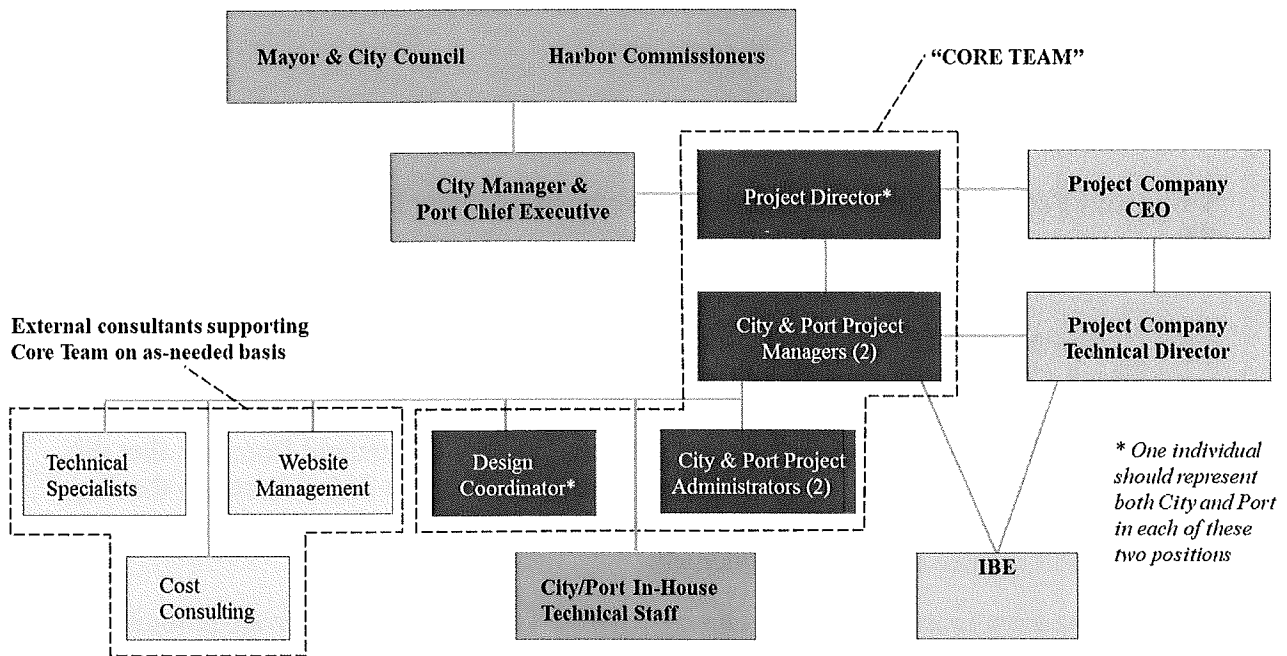 Mayor & City Council
Harbor Commissioners
“CORE TEAM”
City Manager &
Port Chief Executive
Project Director*
Project Company
CEO
External consultants supporting
Core Team on as-needed basis
City & Port Project
Managers (2)
Project Company
Technical Director
Technical
Specialists
Website
Management
Design
Coordinator*
City & Port Project
Administrators (2)
* One individual
should represent
both City and Port
in each of these
two positions
Cost
Consulting
City/Port In-House
Technical Staff
IBE